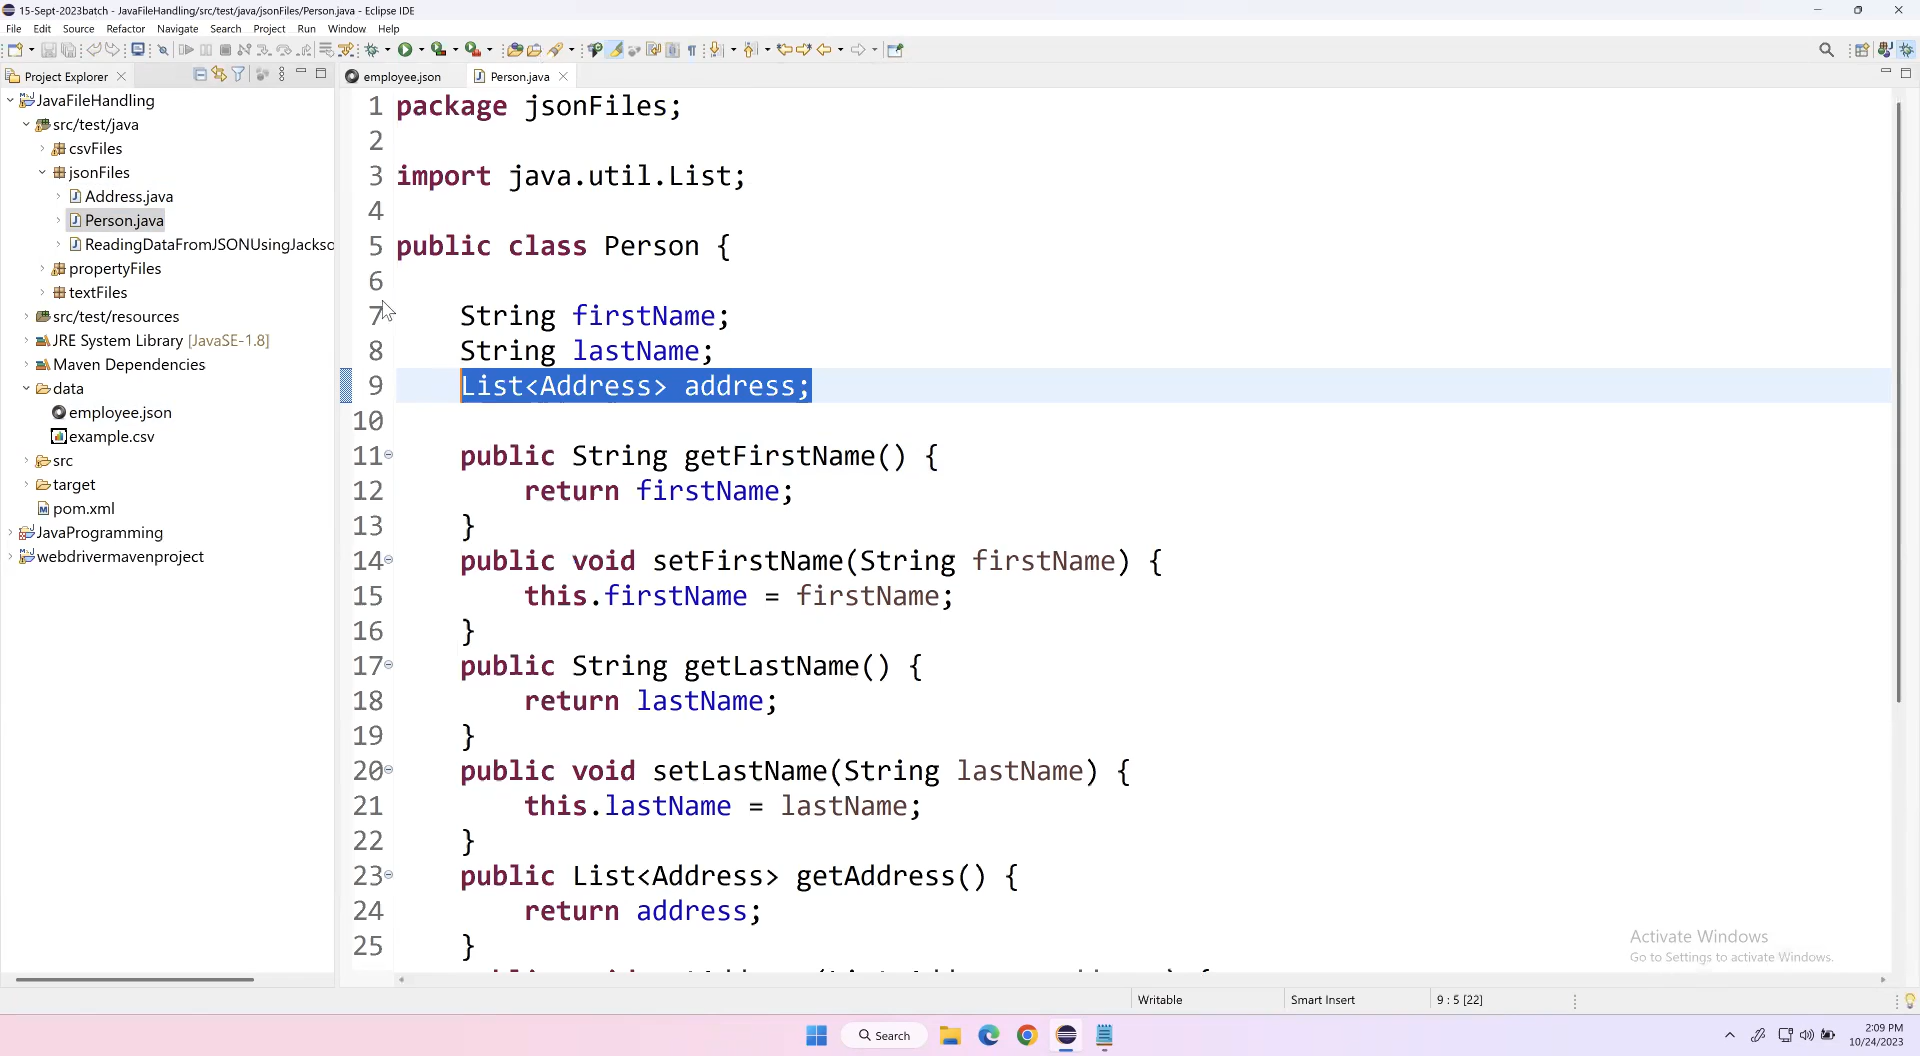 15-Sept-2023batch - JavaFileHandling/src/test/java/jsonFiles/Person.java - Eclipse IDE
File Edit Source Refactor Navigate Search Project Run Window Help
Project Explorer
JavaFileHandling
src/test/java
csvFiles
jsonFiles
Address.java
Person.java
ReadingDataFromJSONUsingJackso
propertyFiles
textFiles
src/test/resources
JRE System Library [JavaSE-1.8]
Maven Dependencies
data
employee.json
example.csv
src
target
pom.xml
JavaProgramming
webdrivermavenproject
employee.json Person.java
1 package jsonFiles;
2
3 import java.util.List;
4
5 public class Person {
6
7 String firstName;
8 String lastName;
9 List<Address> address;
10
11 public String getFirstName() {
12 return firstName;
13 }
14 public void setFirstName(String firstName) {
15 this.firstName = firstName;
16 }
17 public String getLastName() {
18 return lastName;
19 }
20 public void setLastName(String lastName) {
21 this.lastName = lastName;
22 }
23 public List<Address> getAddress() {
24 return address;
25 }
Activate Windows
Go to Settings to activate Windows.
Writable Smart Insert 9 : 5 [22]
Search
2:09 PM
10/24/2023